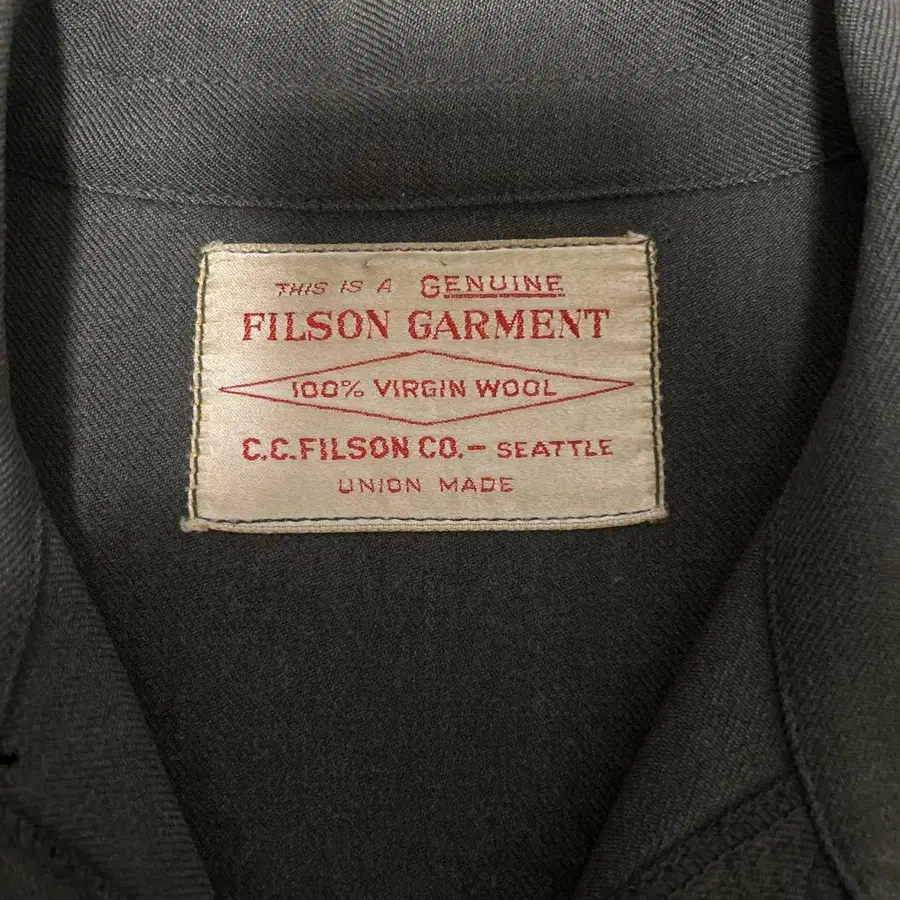 THIS IS A GENUINE
FILSON GARMENT
100% VIRGIN WOOL
C.C.FILSON CO.- SEATTLE
UNION MADE